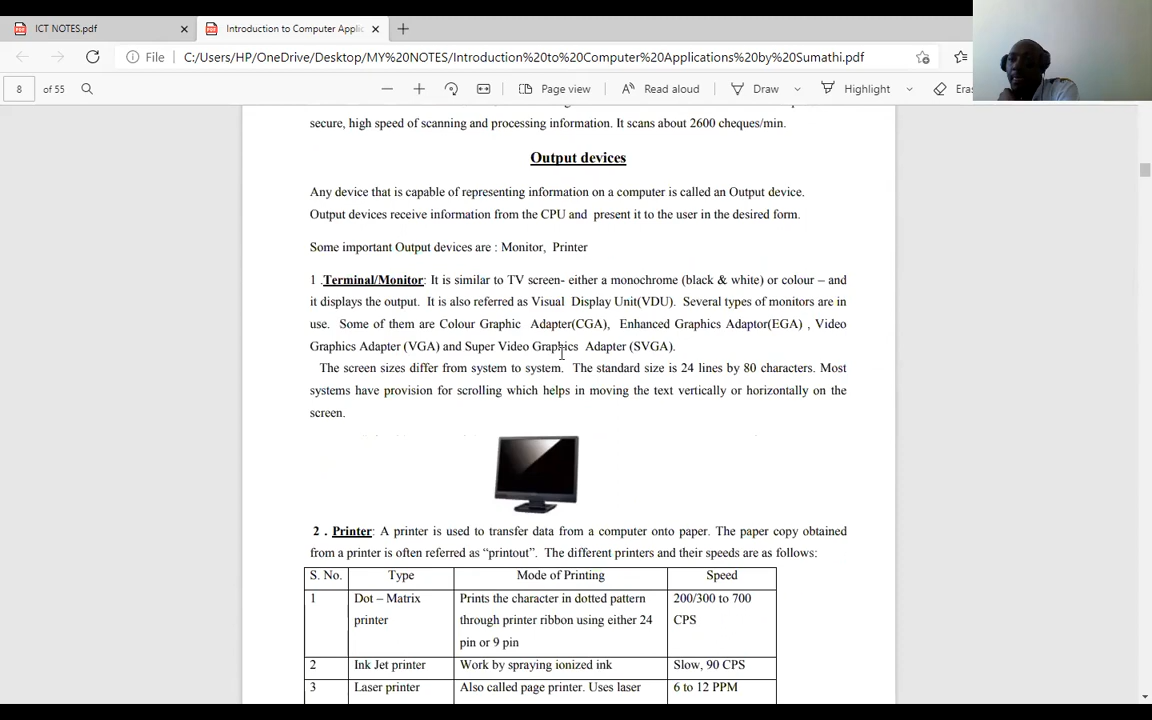 ICT NOTES.pdf
Introduction to Computer Applic
File
C:/Users/HP/OneDrive/Desktop/MY%20NOTES/Introduction%20to%20Computer%20Applications%20by%20Sumathi.pdf
8 of 55
Page view
Read aloud
Draw
Highlight
secure, high speed of scanning and processing information. It scans about 2600 cheques/min.
Output devices
Any device that is capable of representing information on a computer is called an Output device.
Output devices receive information from the CPU and present it to the user in the desired form.
Some important Output devices are : Monitor, Printer
1 .Terminal/Monitor: It is similar to TV screen- either a monochrome (black & white) or colour – and
it displays the output. It is also referred as Visual Display Unit(VDU). Several types of monitors are in
use. Some of them are Colour Graphic Adapter(CGA), Enhanced Graphics Adaptor(EGA) , Video
Graphics Adapter (VGA) and Super Video Graphics Adapter (SVGA).
The screen sizes differ from system to system. The standard size is 24 lines by 80 characters. Most
systems have provision for scrolling which helps in moving the text vertically or horizontally on the
screen.
2 . Printer: A printer is used to transfer data from a computer onto paper. The paper copy obtained
from a printer is often referred as “printout”. The different printers and their speeds are as follows:
S. No. Type Mode of Printing Speed
1 Dot – Matrix Prints the character in dotted pattern 200/300 to 700
printer through printer ribbon using either 24 CPS
pin or 9 pin
2 Ink Jet printer Work by spraying ionized ink Slow, 90 CPS
3 Laser printer Also called page printer. Uses laser 6 to 12 PPM